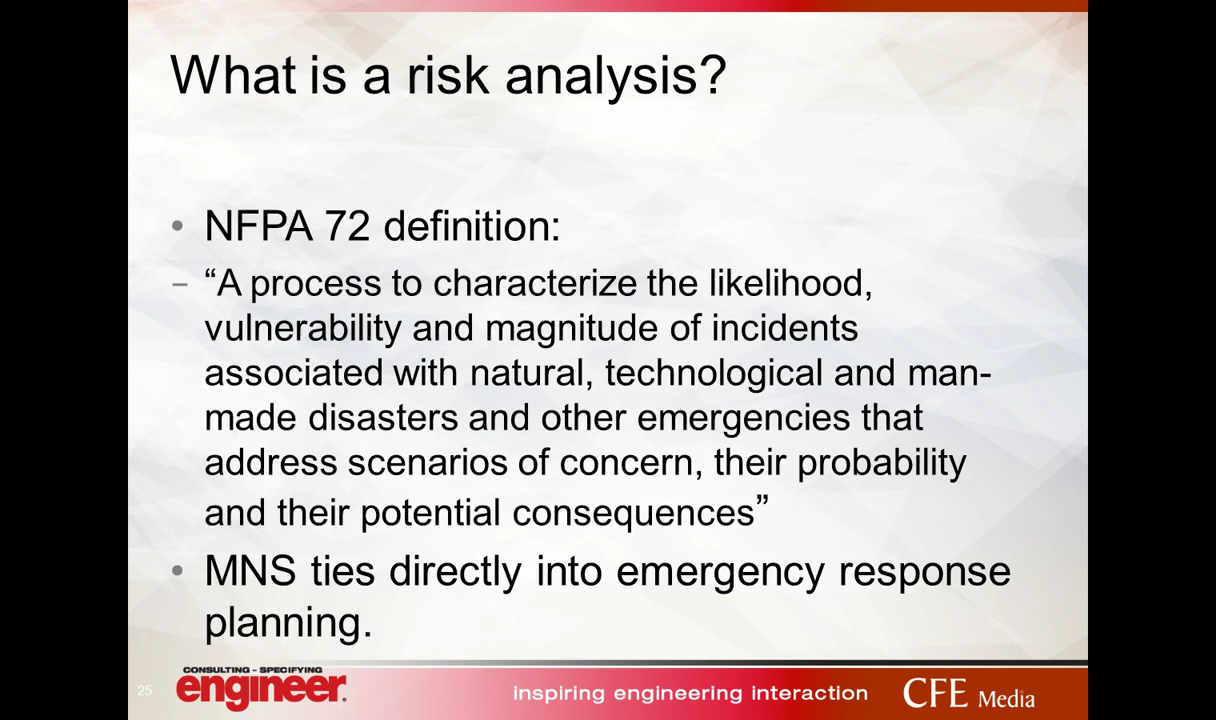 What is a risk analysis?
• NFPA 72 definition:
– “A process to characterize the likelihood,
vulnerability and magnitude of incidents
associated with natural, technological and man-
made disasters and other emergencies that
address scenarios of concern, their probability
and their potential consequences”
• MNS ties directly into emergency response
planning.
25
CONSULTING - SPECIFYING
engineer.
inspiring engineering interaction
CFE Media